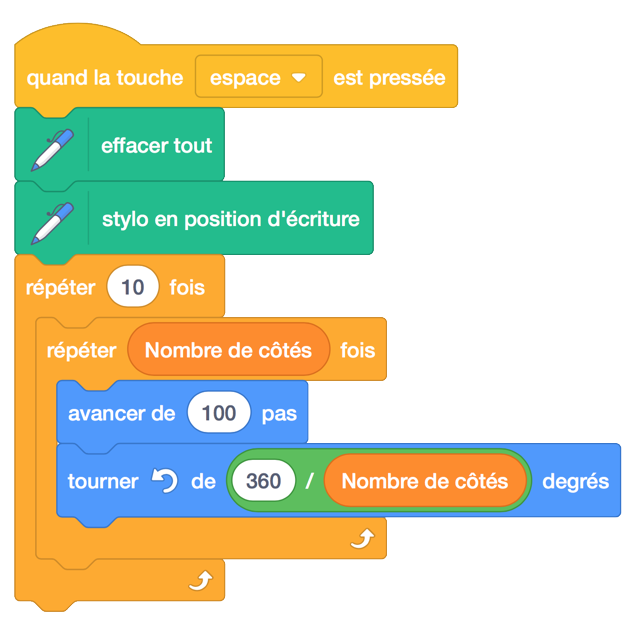 quand la touche espace est pressée
effacer tout
stylo en position d'écriture
répéter 10 fois
répéter Nombre de côtés fois
avancer de 100 pas
tourner de 360 / Nombre de côtés degrés